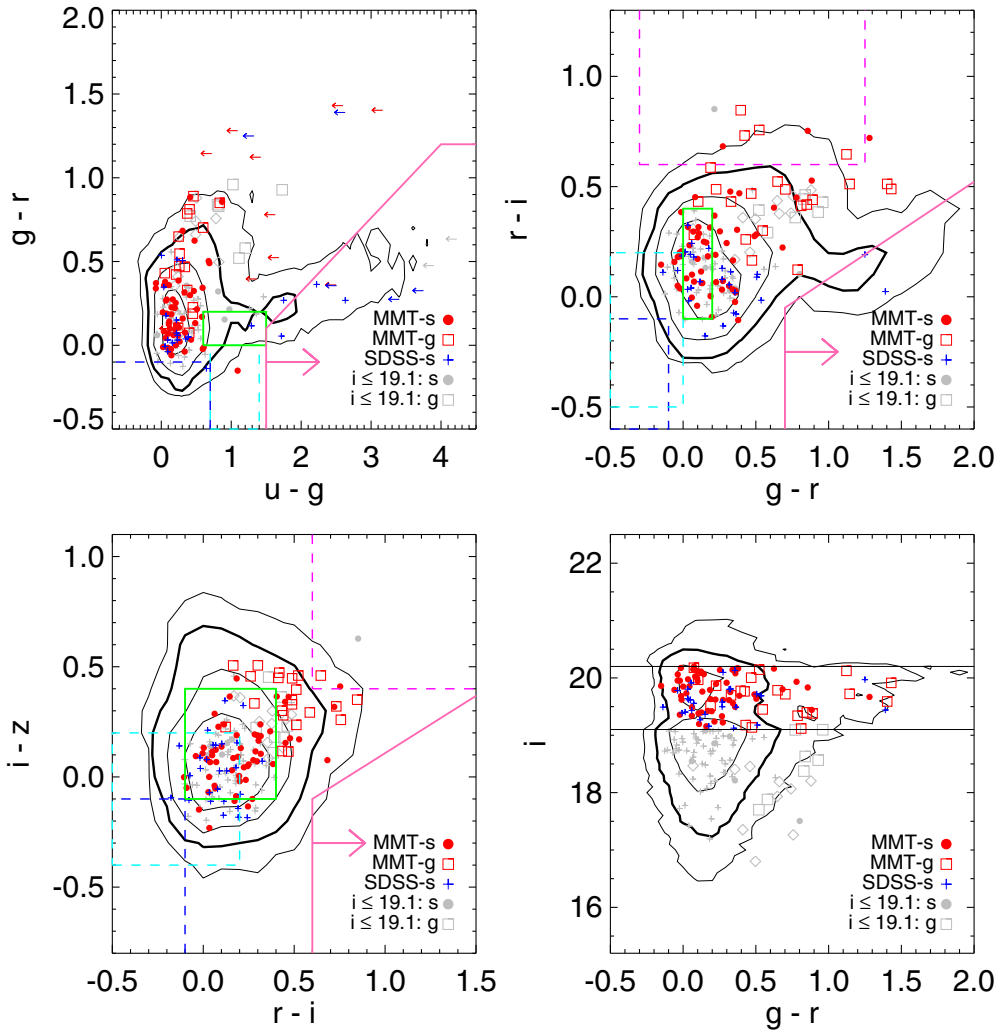 2.0
1.5
1.0
0.5
0.0
-0.5
g - r
0
1
2
3
4
u - g
MMT-s
MMT-g
SDSS-s
i ≤ 19.1: s
i ≤ 19.1: g
1.0
0.5
0.0
-0.5
r - i
-0.5
0.0
0.5
1.0
1.5
2.0
g - r
MMT-s
MMT-g
SDSS-s
i ≤ 19.1: s
i ≤ 19.1: g
1.0
0.5
0.0
-0.5
i - z
-0.5
0.0
0.5
1.0
1.5
r - i
MMT-s
MMT-g
SDSS-s
i ≤ 19.1: s
i ≤ 19.1: g
22
20
18
16
i
-0.5
0.0
0.5
1.0
1.5
2.0
g - r
MMT-s
MMT-g
SDSS-s
i ≤ 19.1: s
i ≤ 19.1: g